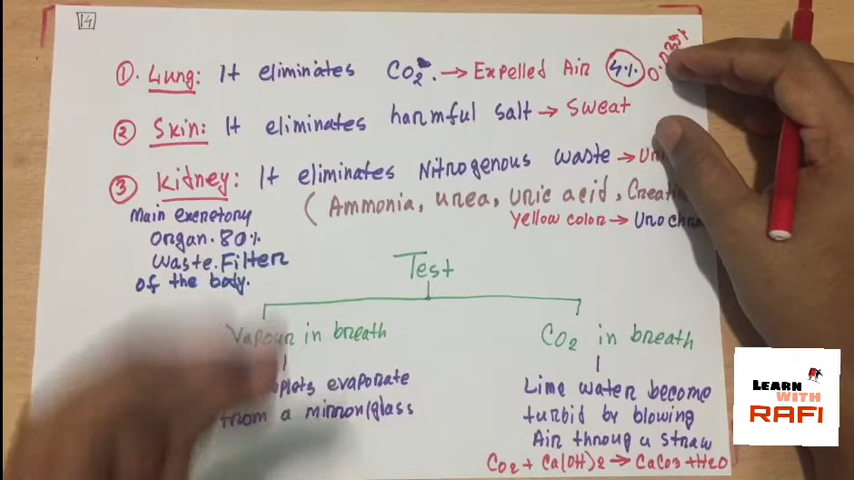 14
①. Lung: It eliminates CO2. → Expelled Air 4%
② Skin: It eliminates harmful salt → Sweat
③ Kidney: It eliminates Nitrogenous waste →
(Ammonia, urea, Uric acid,
Yellow color →
Main excretory
Organ. 80%
Waste. Filter
of the body.
Test
Vapour in breath
evaporate
from a mirror/glass
CO2 in breath
Lime water become
turbid by blowing
Air throug a straw
CO2 + Ca(OH)2 → CaCO3 + H2O
LEARN
WITH
RAFI